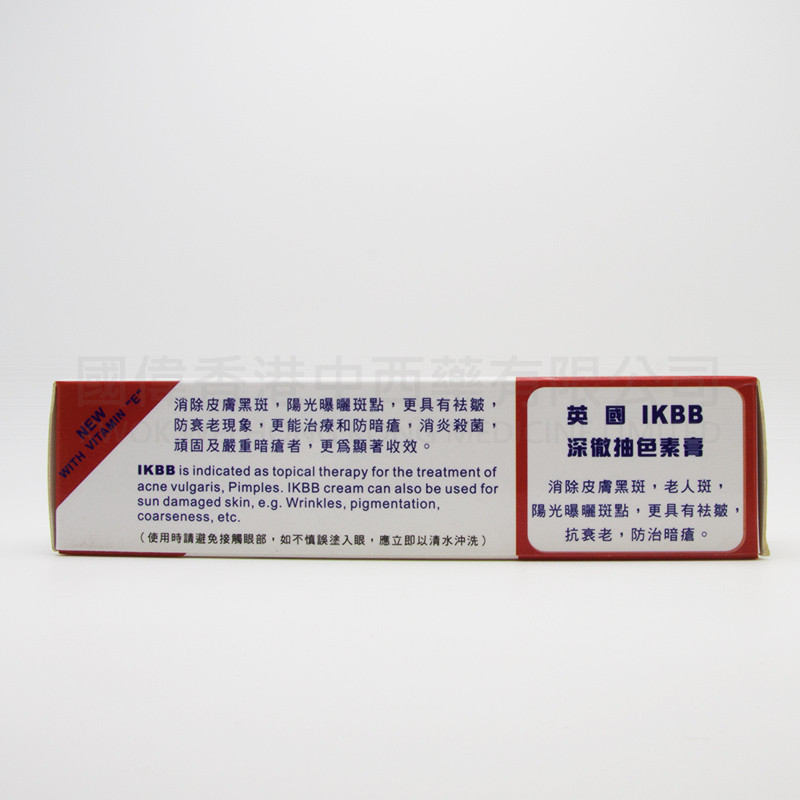 國偉香港中西藥有限公司
NEW
WITH VITAMIN "E"
消除皮膚黑斑，陽光曝曬斑點，更具有袪皺，
防衰老現象，更能治療和防暗瘡，消炎殺菌，
頑固及嚴重暗瘡者，更爲顯著收效。
IKBB is indicated as topical therapy for the treatment of
acne vulgaris, Pimples. IKBB cream can also be used for
sun damaged skin, e.g. Wrinkles, pigmentation,
coarseness, etc.
（使用時請避免接觸眼部，如不慎誤塗入眼，應立即以清水沖洗）
英國 IKBB
深徹抽色素膏
消除皮膚黑斑，老人斑，
陽光曝曬斑點，更具有袪皺，
抗衰老，防治暗瘡。